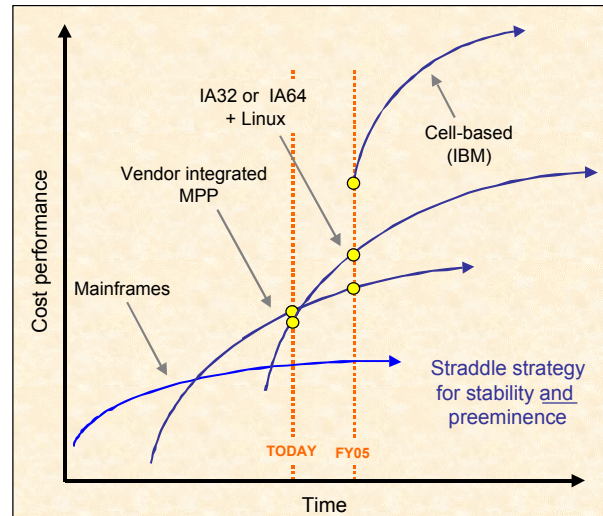 IA32 or IA64
+ Linux
Cell-based
(IBM)
Vendor integrated
MPP
Mainframes
Cost performance
Straddle strategy
for stability and
preeminence
TODAY
FY05
Time